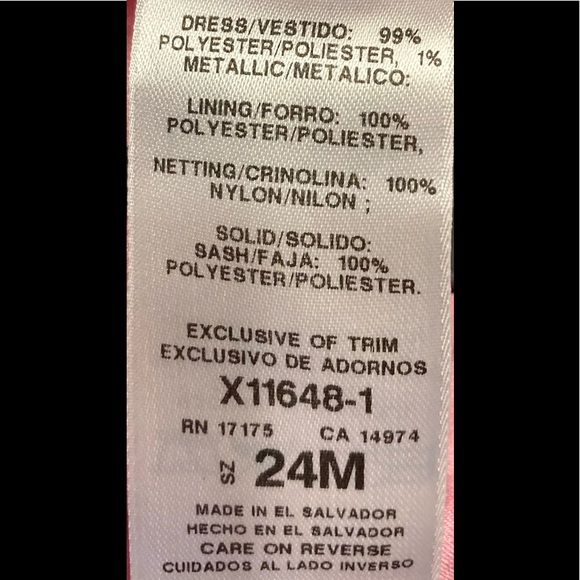 DRESS/VESTIDO: 99%
POLYESTER/POLIESTER, 1%
METALLIC/METALICO:
LINING/FORRO: 100%
POLYESTER/POLIESTER,
NETTING/CRINOLINA: 100%
NYLON/NILON ;
SOLID/SOLIDO:
SASH/FAJA: 100%
POLYESTER/POLIESTER.
EXCLUSIVE OF TRIM
EXCLUSIVO DE ADORNOS
X11648-1
RN 17175 CA 14974
ZS 24M
MADE IN EL SALVADOR
HECHO EN EL SALVADOR
CARE ON REVERSE
CUIDADOS AL LADO INVERSO